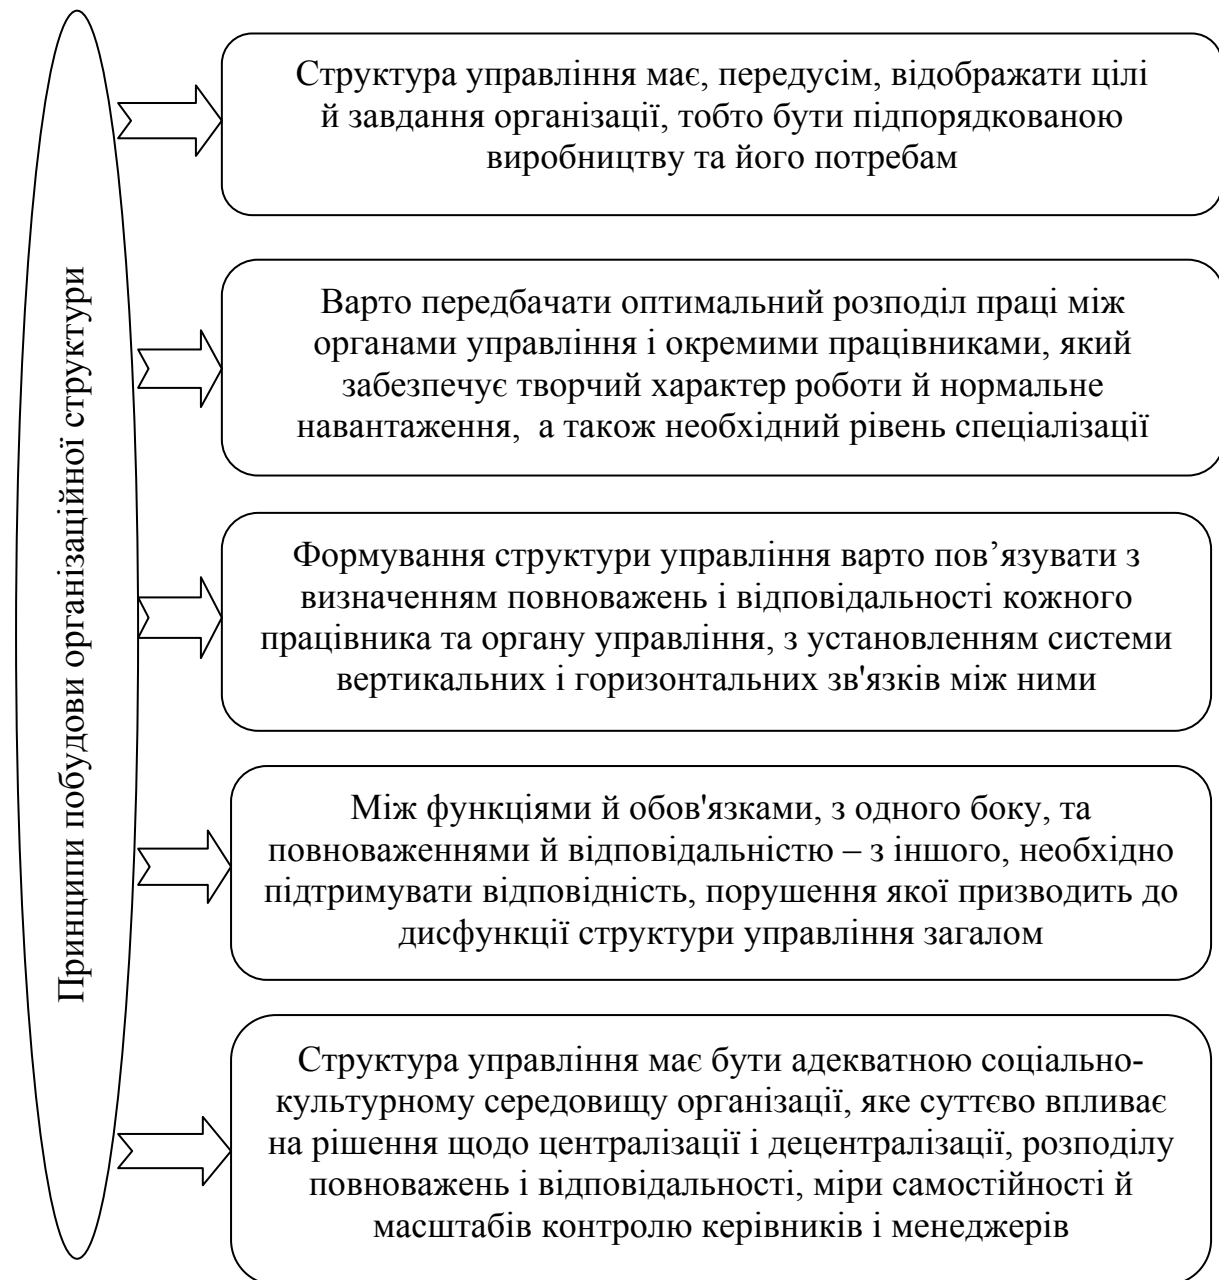 Принципи побудови організаційної структури
Структура управління має, передусім, відображати цілі
й завдання організації, тобто бути підпорядкованою
виробництву та його потребам
Варто передбачати оптимальний розподіл праці між
органами управління і окремими працівниками, який
забезпечує творчий характер роботи й нормальне
навантаження,  а також необхідний рівень спеціалізації
Формування структури управління варто пов’язувати з
визначенням повноважень і відповідальності кожного
працівника та органу управління, з установленням системи
вертикальних і горизонтальних зв'язків між ними
Між функціями й обов'язками, з одного боку, та
повноваженнями й відповідальністю – з іншого, необхідно
підтримувати відповідність, порушення якої призводить до
дисфункції структури управління загалом
Структура управління має бути адекватною соціально-
культурному середовищу організації, яке суттєво впливає
на рішення щодо централізації і децентралізації, розподілу
повноважень і відповідальності, міри самостійності й
масштабів контролю керівників і менеджерів